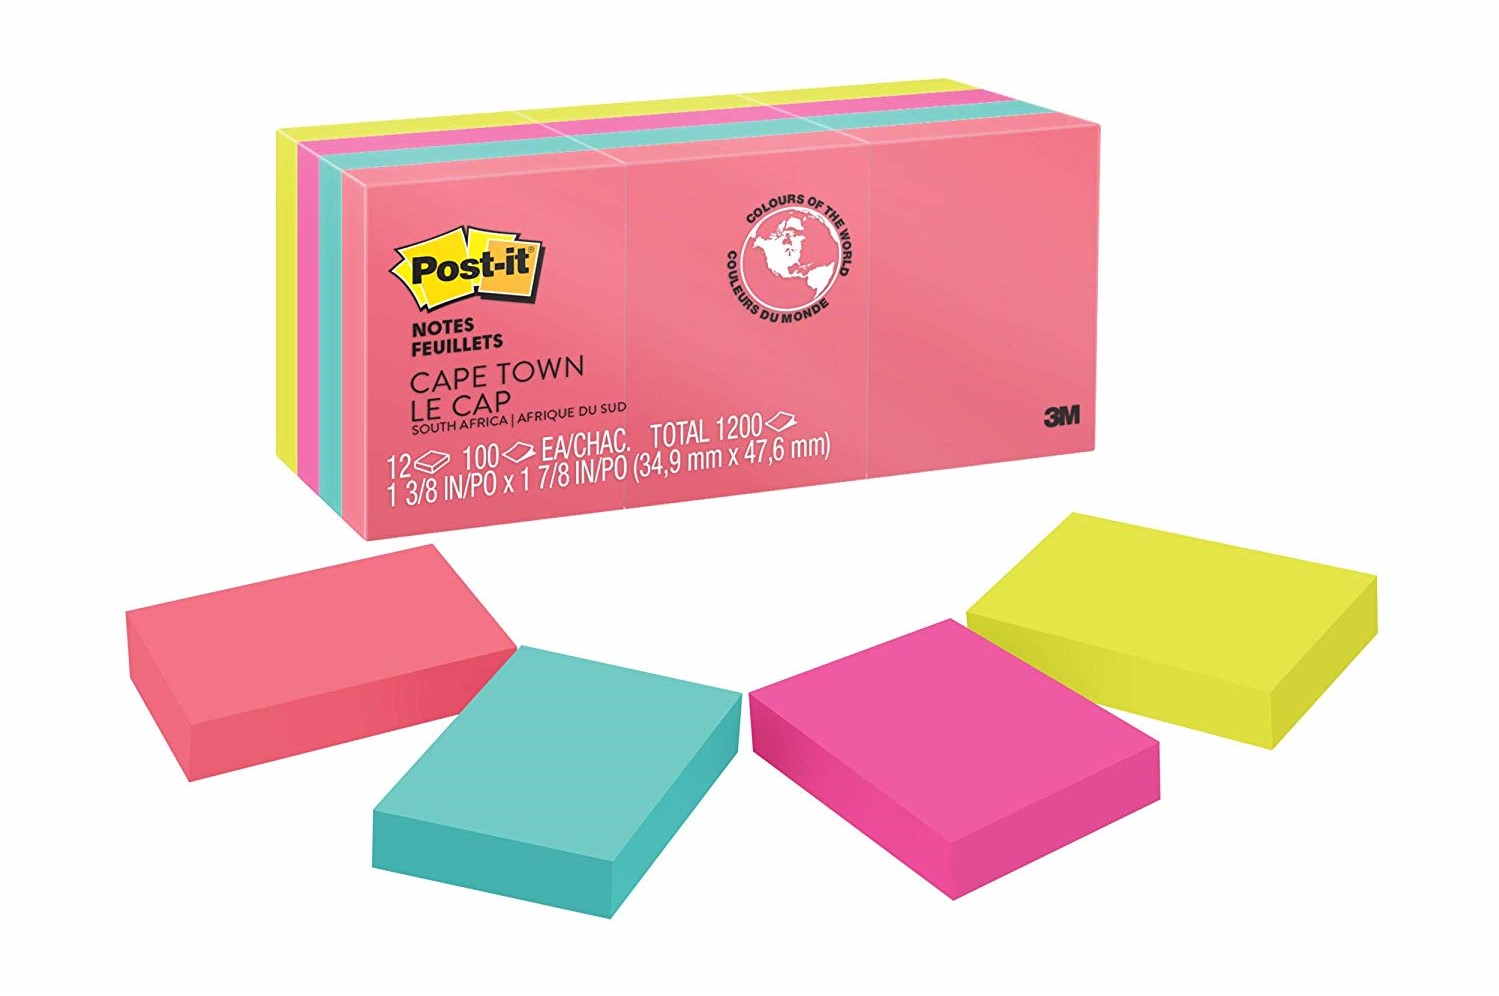 Post-it®
NOTES
FEUILLETS
CAPE TOWN
LE CAP
SOUTH AFRICA | AFRIQUE DU SUD
12 100 EA/CHAC. TOTAL 1200
1 3/8 IN/PO x 1 7/8 IN/PO (34,9 mm x 47,6 mm)
COLOURS OF THE WORLD
COULEURS DU MONDE
3M